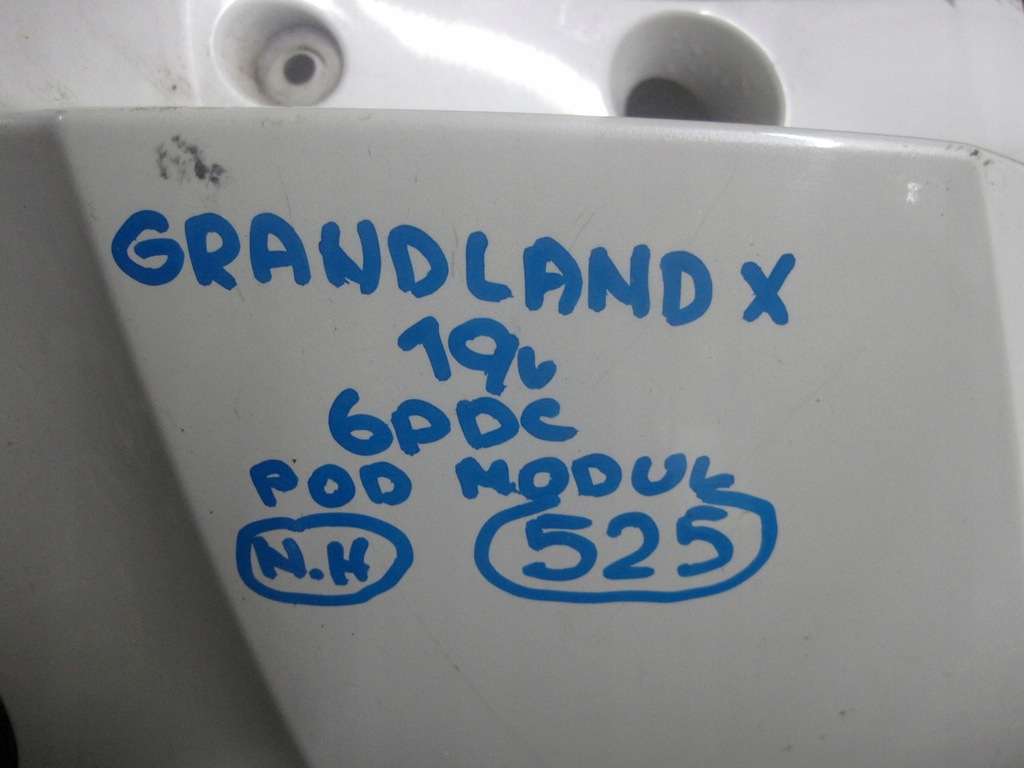 GRANDLAND X
19r
6PDC
POD MODUL
N.H 525